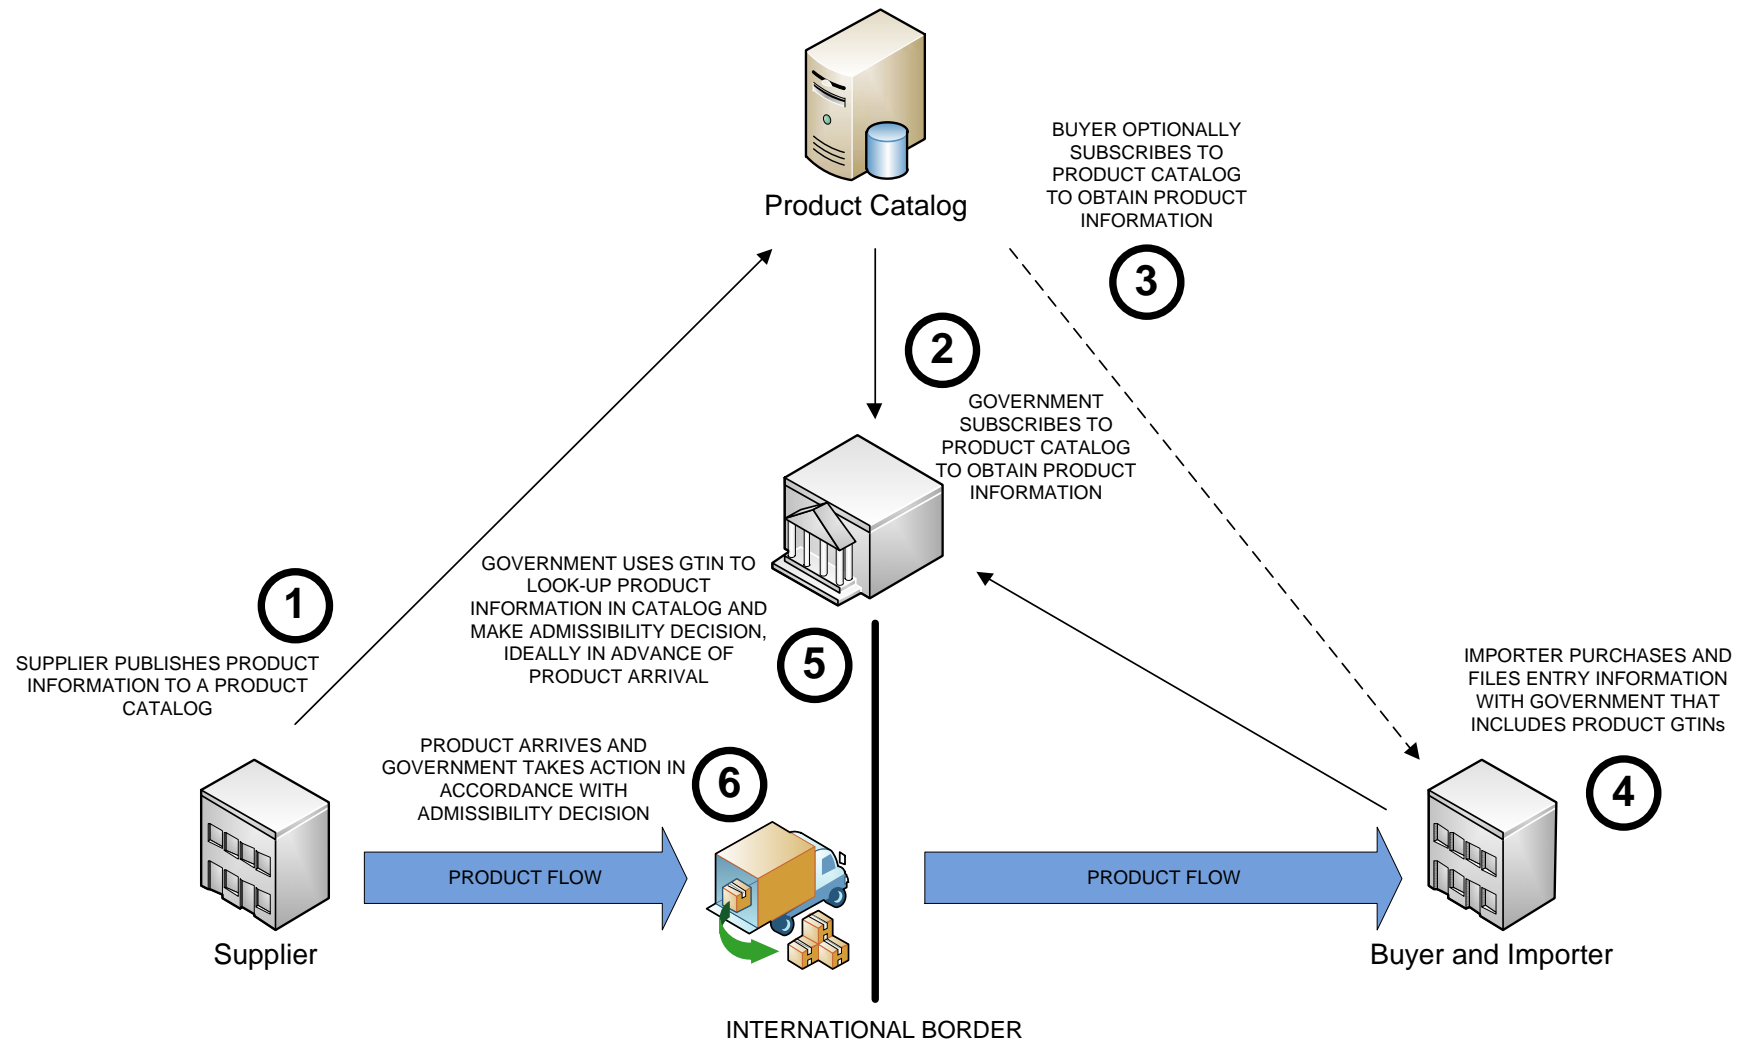 BUYER OPTIONALLY
SUBSCRIBES TO
PRODUCT CATALOG
TO OBTAIN PRODUCT
INFORMATION
3
Product Catalog
2
GOVERNMENT
SUBSCRIBES TO
PRODUCT CATALOG
TO OBTAIN PRODUCT
INFORMATION
1
SUPPLIER PUBLISHES PRODUCT
INFORMATION TO A PRODUCT
CATALOG
GOVERNMENT USES GTIN TO
LOOK-UP PRODUCT
INFORMATION IN CATALOG AND
MAKE ADMISSIBILITY DECISION,
IDEALLY IN ADVANCE OF
PRODUCT ARRIVAL
5
IMPORTER PURCHASES AND
FILES ENTRY INFORMATION
WITH GOVERNMENT THAT
INCLUDES PRODUCT GTINs
4
PRODUCT ARRIVES AND
GOVERNMENT TAKES ACTION IN
ACCORDANCE WITH
ADMISSIBILITY DECISION
6
PRODUCT FLOW
PRODUCT FLOW
Supplier
Buyer and Importer
INTERNATIONAL BORDER